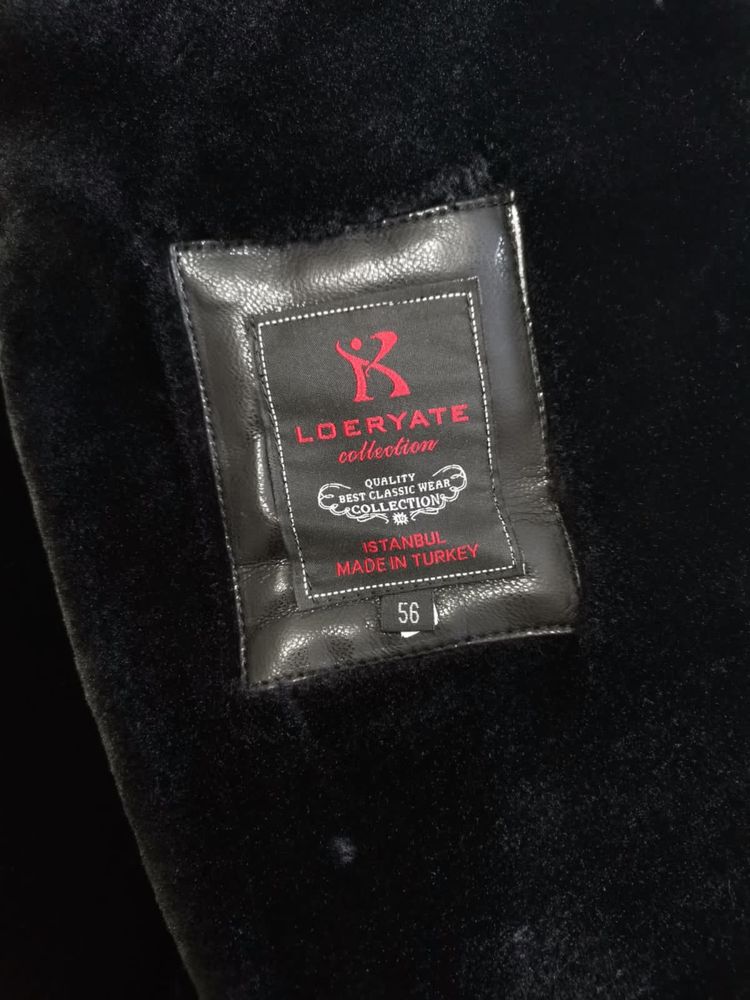 K
LOERYATE
collection
QUALITY
BEST CLASSIC WEAR
COLLECTION
ISTANBUL
MADE IN TURKEY
56